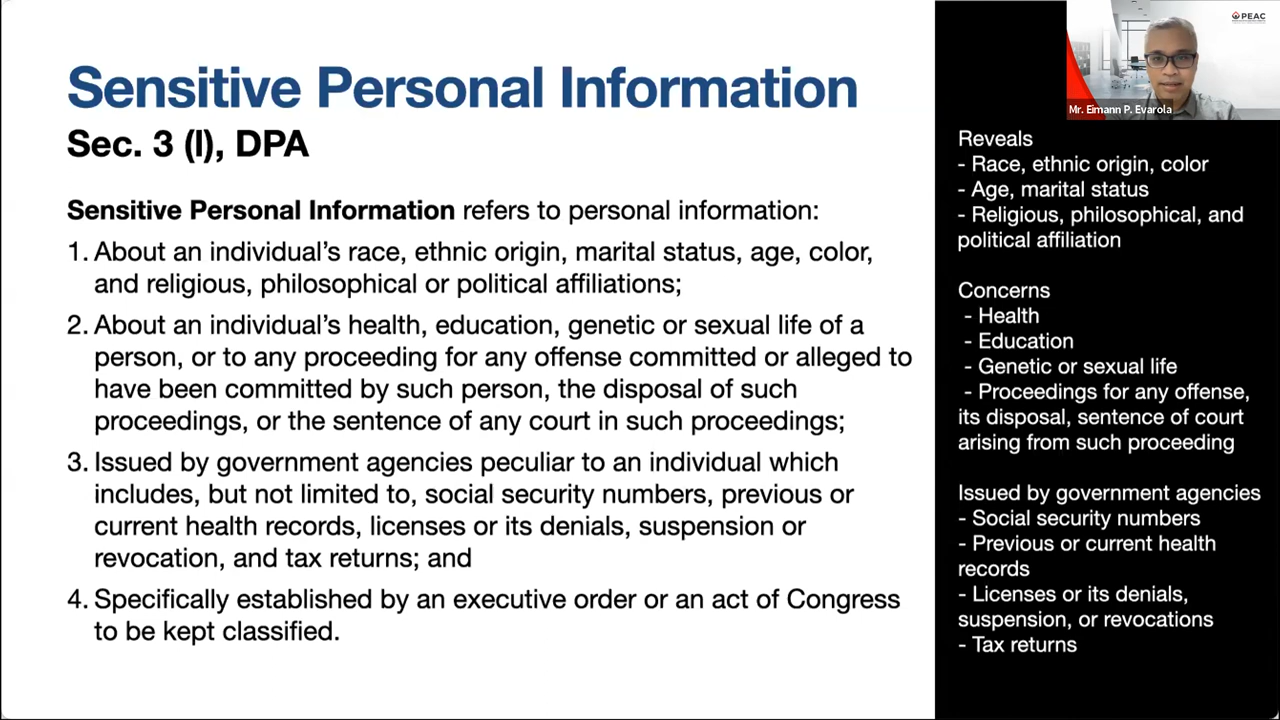 Sensitive Personal Information
Sec. 3 (l), DPA
Sensitive Personal Information refers to personal information:
1. About an individual’s race, ethnic origin, marital status, age, color,
and religious, philosophical or political affiliations;
2. About an individual’s health, education, genetic or sexual life of a
person, or to any proceeding for any offense committed or alleged to
have been committed by such person, the disposal of such
proceedings, or the sentence of any court in such proceedings;
3. Issued by government agencies peculiar to an individual which
includes, but not limited to, social security numbers, previous or
current health records, licenses or its denials, suspension or
revocation, and tax returns; and
4. Specifically established by an executive order or an act of Congress
to be kept classified.
PEAC
Mr. Eimann P. Evarola
Reveals
- Race, ethnic origin, color
- Age, marital status
- Religious, philosophical, and
political affiliation
Concerns
- Health
- Education
- Genetic or sexual life
- Proceedings for any offense,
its disposal, sentence of court
arising from such proceeding
Issued by government agencies
- Social security numbers
- Previous or current health
records
- Licenses or its denials,
suspension, or revocations
- Tax returns